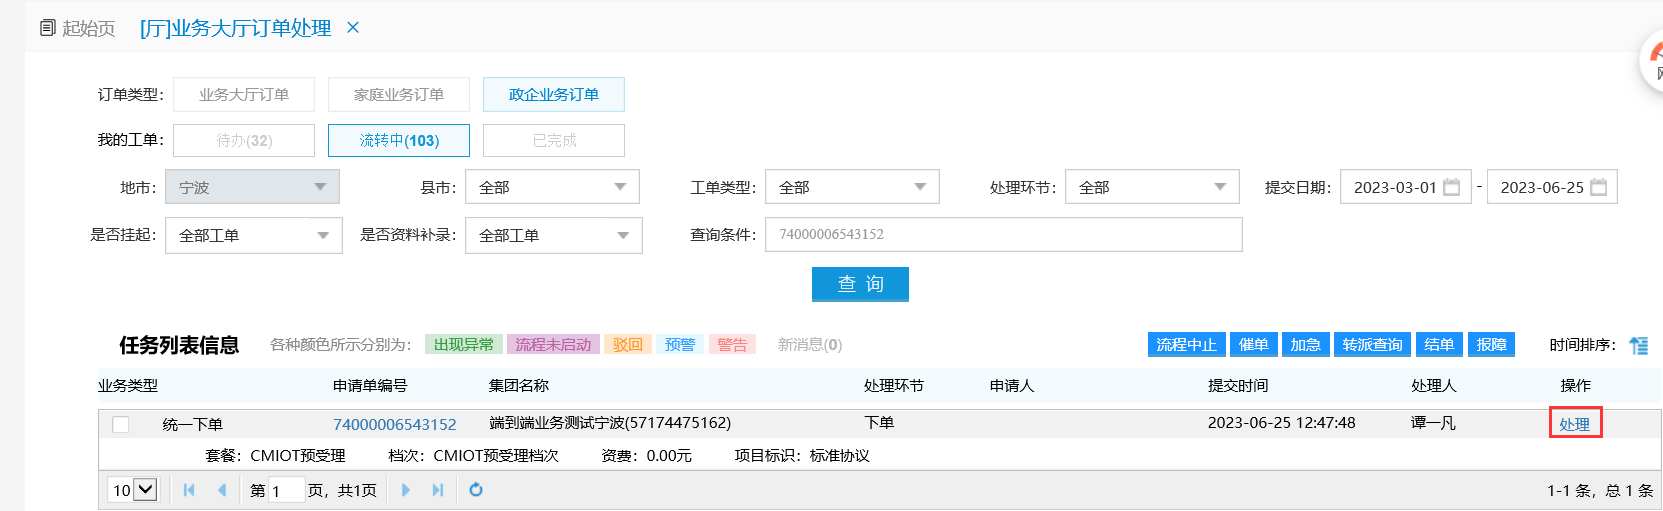 起始页 [厅]业务大厅订单处理 ×
订单类型： 业务大厅订单 家庭业务订单 政企业务订单
我的工单： 待办(32) 流转中(103) 已完成
地市： 宁波 县市： 全部 工单类型： 全部 处理环节： 全部 提交日期： 2023-03-01 - 2023-06-25
是否挂起： 全部工单 是否资料补录： 全部工单 查询条件： 74000006543152
查 询
任务列表信息 各种颜色所示分别为： 出现异常 流程未启动 驳回 预警 警告 新消息(0) 流程中止 催单 加急 转派查询 结单 报障 时间排序：
业务类型 申请单编号 集团名称 处理环节 申请人 提交时间 处理人 操作
统一下单 74000006543152 端到端业务测试宁波(57174475162) 下单 2023-06-25 12:47:48 谭一凡 处理
套餐：CMIOT预受理 档次：CMIOT预受理档次 资费：0.00元 项目标识：标准协议
10 第 1 页，共1页 1-1 条，总 1 条